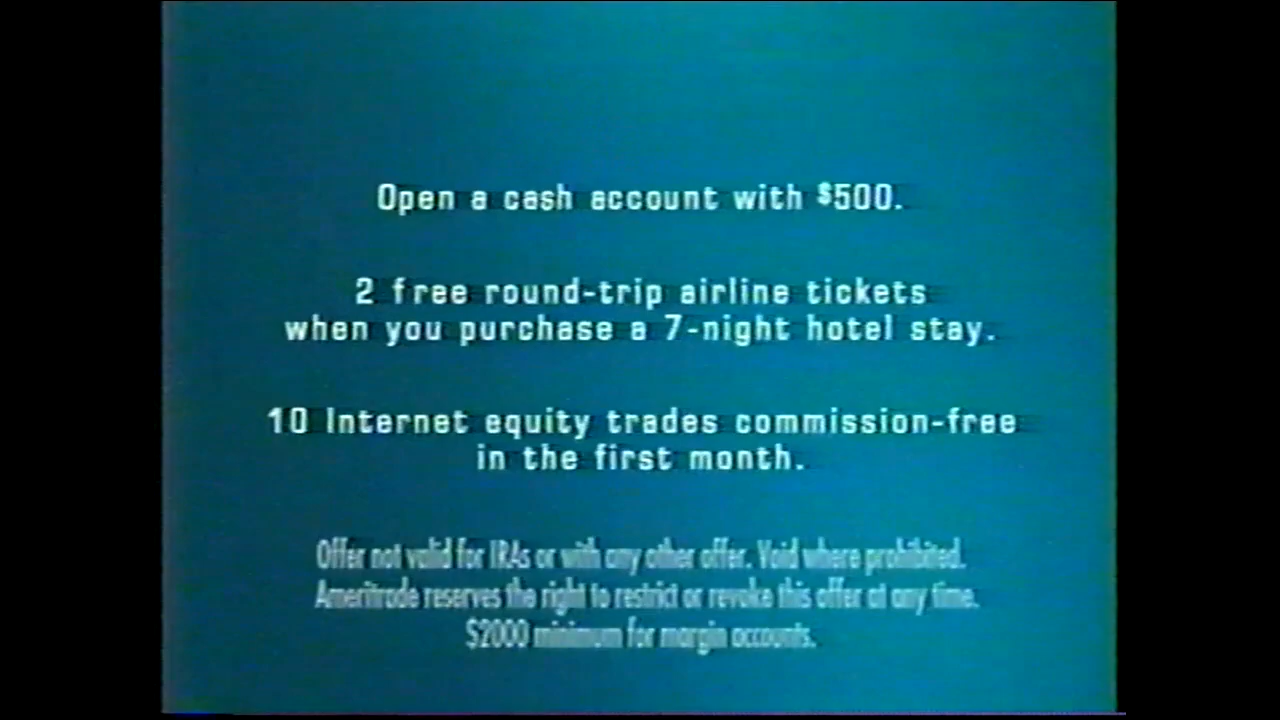 Open a cash account with $500.
2 free round-trip airline tickets
when you purchase a 7-night hotel stay.
10 Internet equity trades commission-free
in the first month.
Offer not valid for IRAs or with any other offer. Void where prohibited.
Ameritrade reserves the right to restrict or revoke this offer at any time.
$2000 minimum for margin accounts.